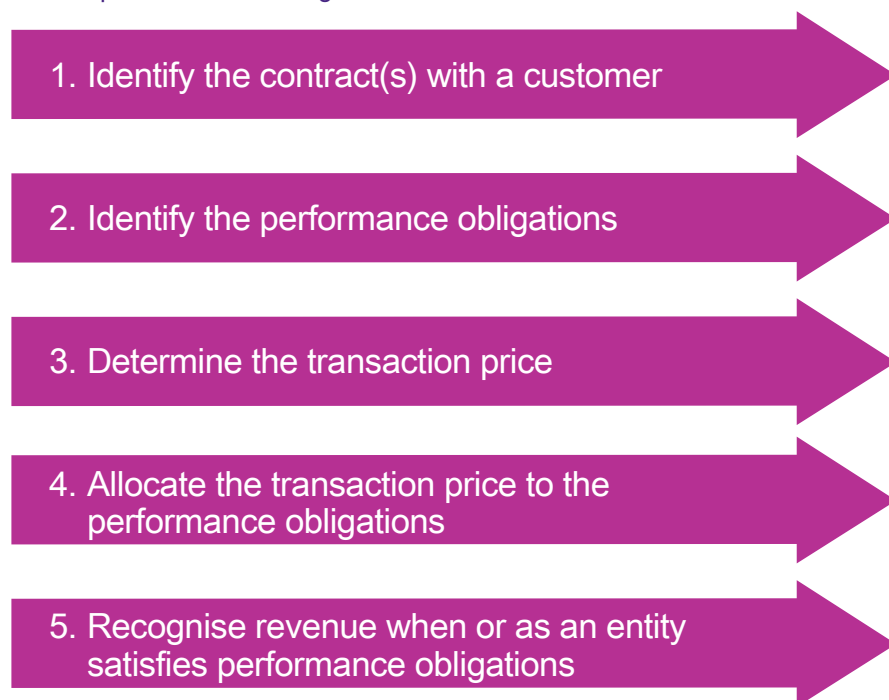 1. Identify the contract(s) with a customer
2. Identify the performance obligations
3. Determine the transaction price
4. Allocate the transaction price to the
performance obligations
5. Recognise revenue when or as an entity
satisfies performance obligations